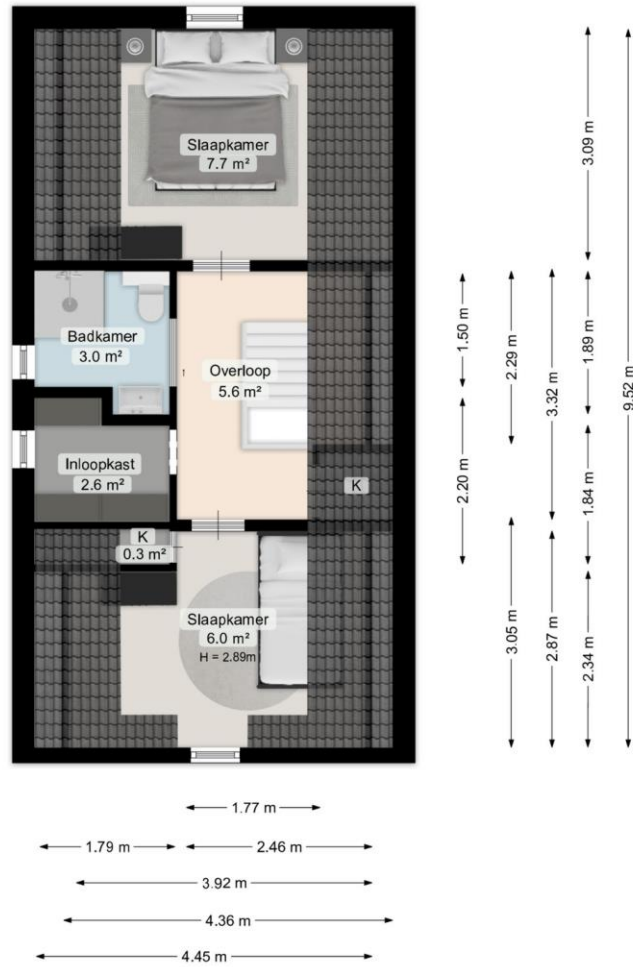 Slaapkamer
7.7 m²
Badkamer
3.0 m²
Overloop
5.6 m²
Inloopkast
2.6 m²
K
K
0.3 m²
Slaapkamer
6.0 m²
H = 2.89m
3.09 m
1.50 m
2.29 m
3.32 m
1.89 m
9.52 m
2.20 m
1.84 m
3.05 m
2.87 m
2.34 m
1.77 m
1.79 m
2.46 m
3.92 m
4.36 m
4.45 m